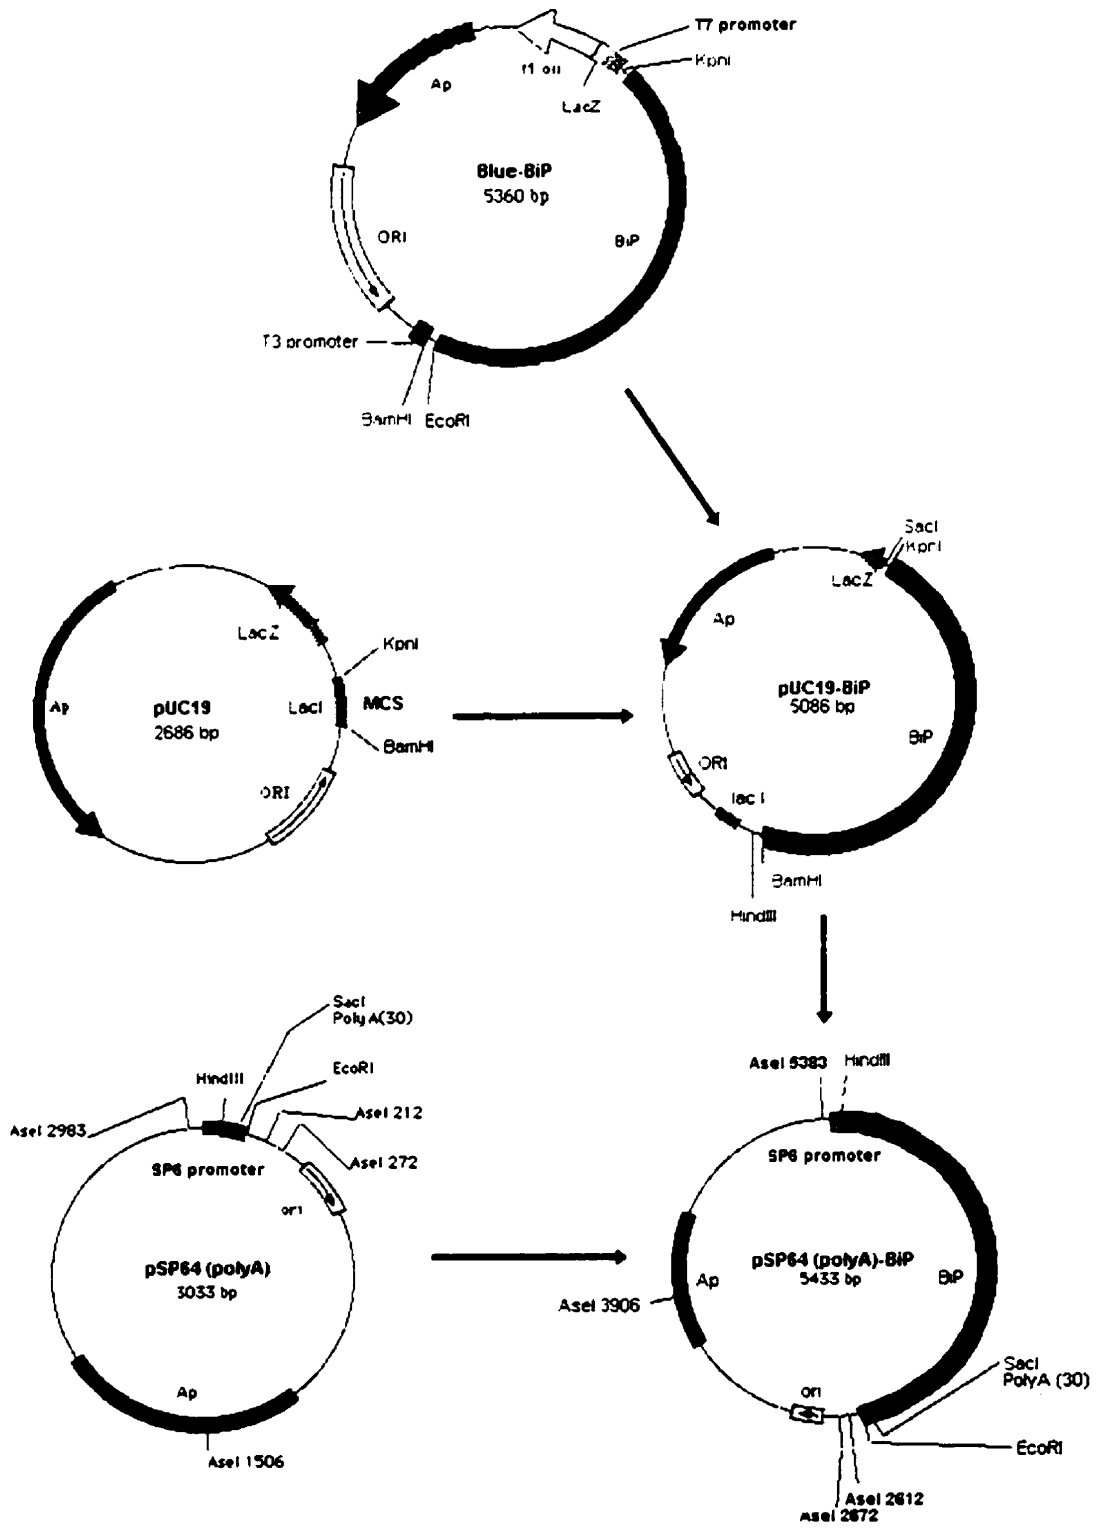 T7 promoter
KpnI
f1 ori
Ap
LacZ
Blue-BiP
5360 bp
ORI
BiP
T3 promoter
BamHI
EcoRI
SacI
KpnI
LacZ
Ap
pUC19-BiP
5086 bp
BiP
ORI
lac I
BamHI
HindIII
LacZ
KpnI
Ap
pUC19
2686 bp
LacI
MCS
BamHI
ORI
SacI
PolyA(30)
HindIII
EcoRI
AseI 2983
AseI 212
SP6 promoter
AseI 272
ori
pSP64 (polyA)
3033 bp
Ap
AseI 1506
AseI 5383
HindIII
SP6 promoter
pSP64 (polyA)-BiP
5433 bp
Ap
BiP
AseI 3906
SacI
PolyA (30)
ori
EcoRI
AseI 2612
AseI 2672